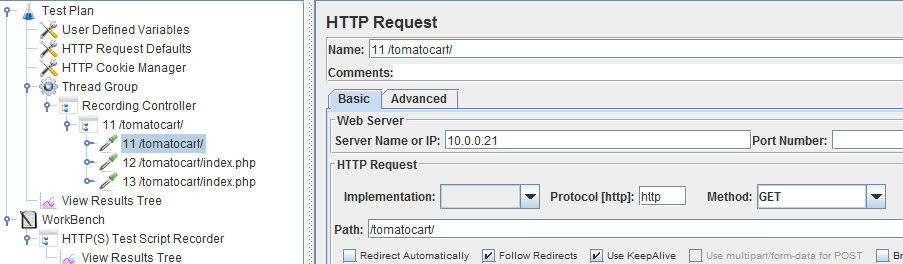 Test Plan
User Defined Variables
HTTP Request Defaults
HTTP Cookie Manager
Thread Group
Recording Controller
11 /tomatocart/
11 /tomatocart/
12 /tomatocart/index.php
13 /tomatocart/index.php
View Results Tree
WorkBench
HTTP(S) Test Script Recorder
View Results Tree
HTTP Request
Name: 11 /tomatocart/
Comments:
Basic Advanced
Web Server
Server Name or IP: 10.0.0.21 Port Number:
HTTP Request
Implementation: Protocol [http]: http Method: GET
Path: /tomatocart/
Redirect Automatically Follow Redirects Use KeepAlive Use multipart/form-data for POST Br